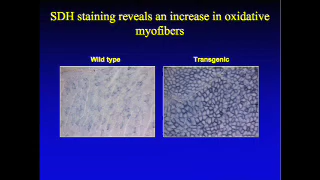 SDH staining reveals an increase in oxidative
myofibers
Wild type
Transgenic